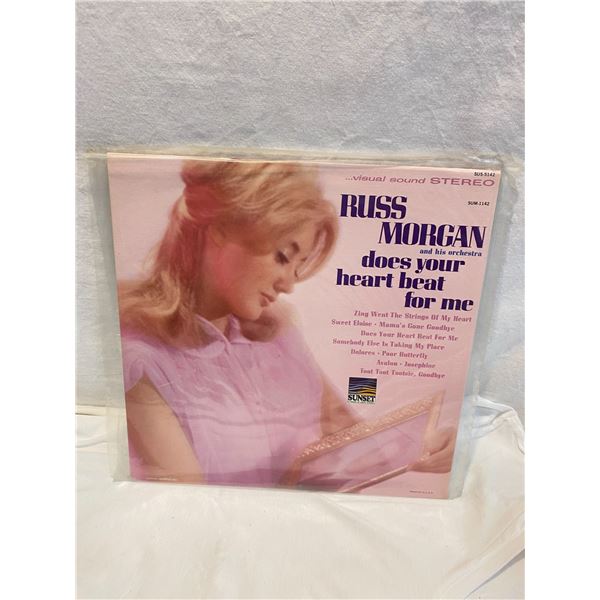 SUS-5142
...visual sound STEREO
SUM-1142
RUSS
MORGAN
and his orchestra
does your
heart beat
for me
Zing Went The Strings Of My Heart
Sweet Eloise • Mama's Gone Goodbye
Does Your Heart Beat For Me
Somebody Else Is Taking My Place
Dolores • Poor Butterfly
Avalon • Josephine
Toot Toot Tootsie, Goodbye
SUNSET